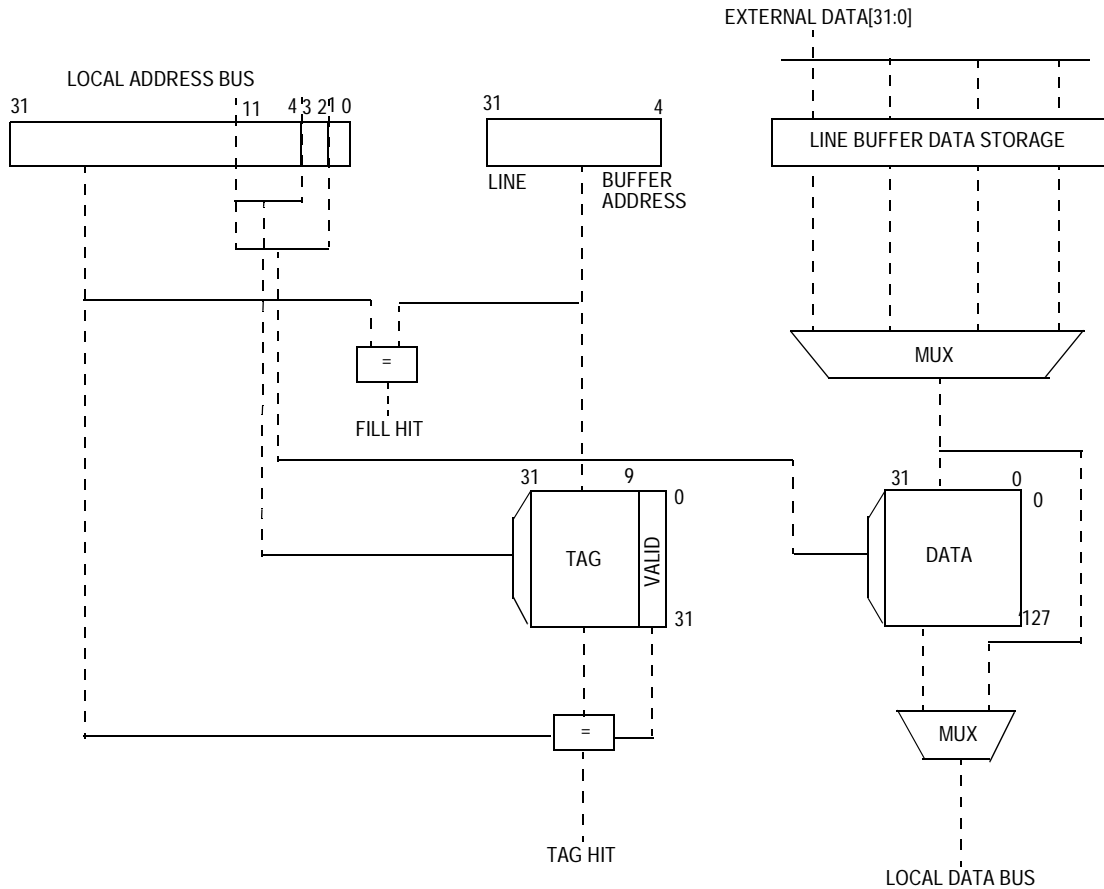 EXTERNAL DATA[31:0]
LOCAL ADDRESS BUS
31 11 4 3 2 1 0
31 4
LINE BUFFER DATA STORAGE
LINE BUFFER
ADDRESS
MUX
=
FILL HIT
31 9 0
31 0 0
TAG VALID
DATA
31
127
=
MUX
TAG HIT
LOCAL DATA BUS